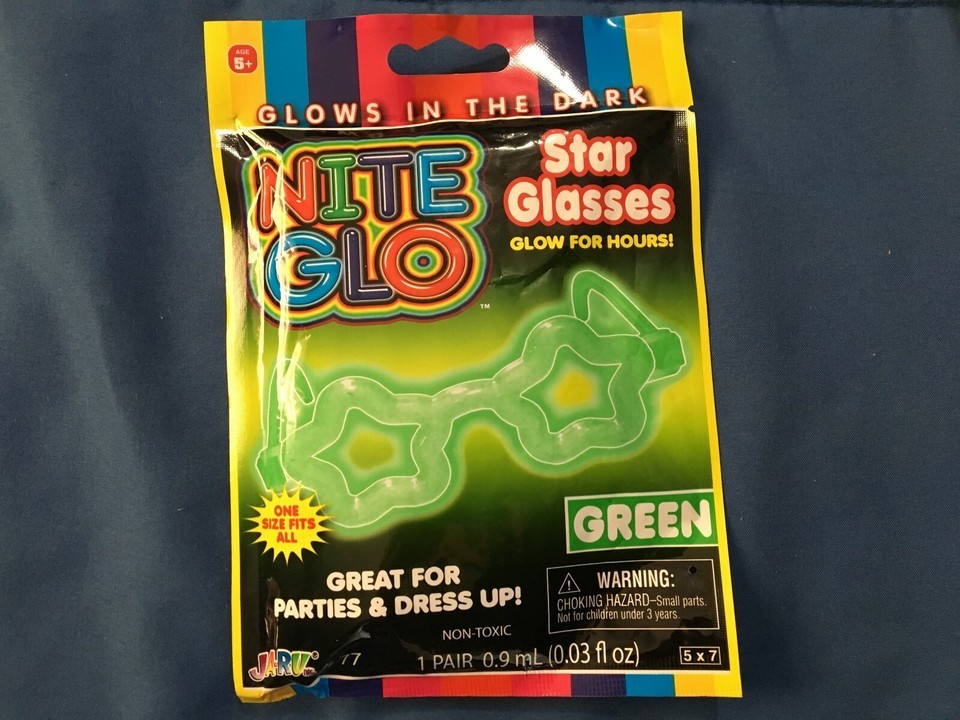 AGE
5+
GLOWS IN THE DARK
NITE
GLO
™
Star
Glasses
GLOW FOR HOURS!
ONE
SIZE FITS
ALL
GREEN
GREAT FOR
PARTIES & DRESS UP!
WARNING:
CHOKING HAZARD–Small parts.
Not for children under 3 years.
NON-TOXIC
JA-RU®
1 PAIR 0.9 mL (0.03 fl oz)
5 x 7